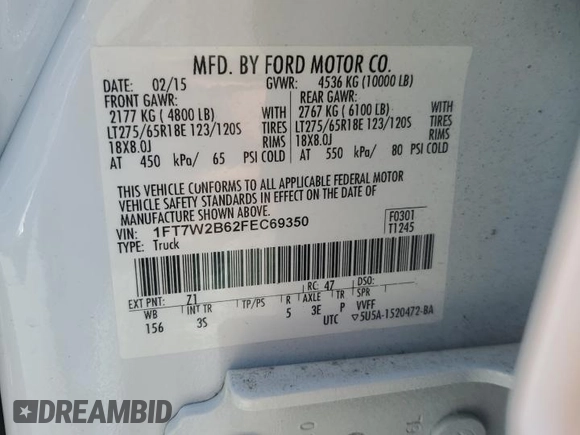 MFD. BY FORD MOTOR CO.
DATE: 02/15 GVWR: 4536 KG (10000 LB)
FRONT GAWR: REAR GAWR:
2177 KG ( 4800 LB) WITH 2767 KG ( 6100 LB) WITH
LT275/65R18E 123/120S TIRES LT275/65R18E 123/120S TIRES
18X8.0J RIMS 18X8.0J RIMS
AT 450 kPa/ 65 PSI COLD AT 550 kPa/ 80 PSI COLD
THIS VEHICLE CONFORMS TO ALL APPLICABLE FEDERAL MOTOR
VEHICLE SAFETY STANDARDS IN EFFECT ON THE DATE OF
MANUFACTURE SHOWN ABOVE.
VIN: 1FT7W2B62FEC69350 F0301
TYPE: Truck T1245
EXT PNT: Z1 RC: 47 DSO:
WB INT TR TP/PS R AXLE TR SPR
156 3S 5 3E P VVFF
UTC ▽5U5A-1520472-BA
DREAMBID